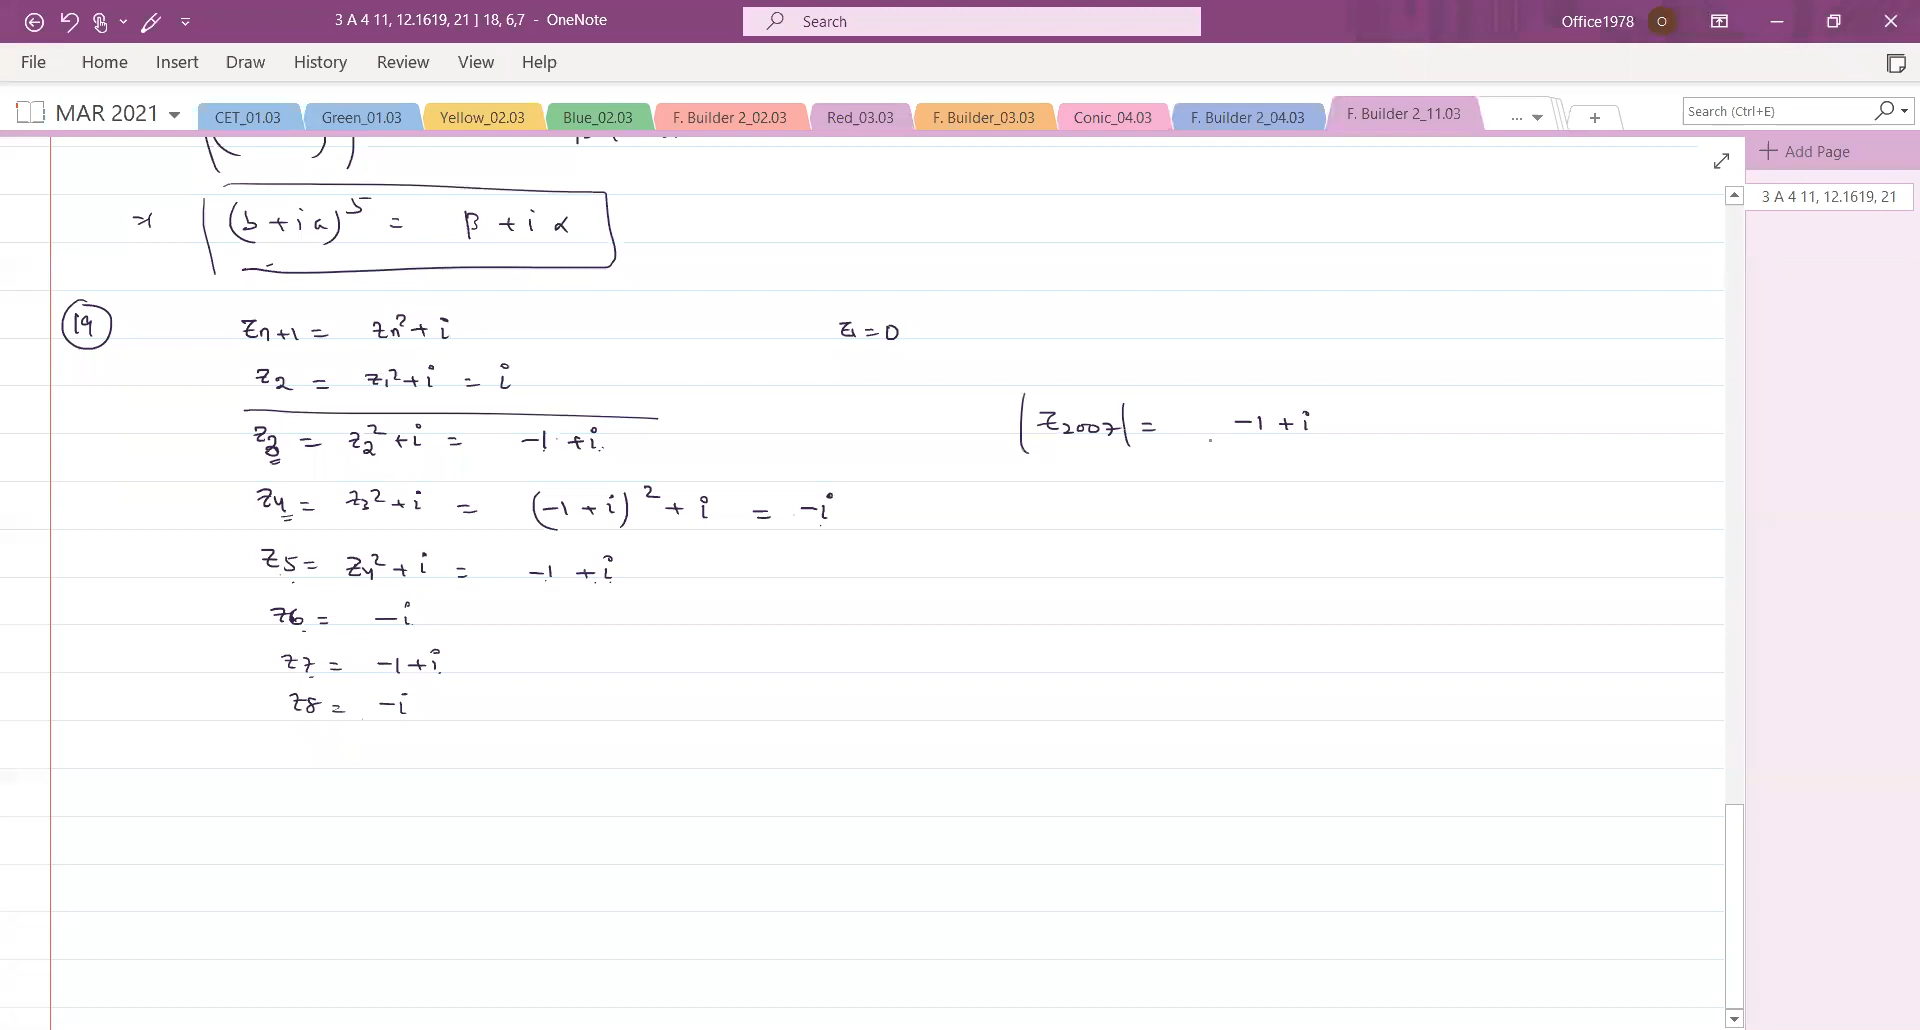 3 A 4 11, 12.1619, 21 ] 18, 6,7 - OneNote
Search
Office1978
O
File Home Insert Draw History Review View Help
MAR 2021
CET_01.03 Green_01.03 Yellow_02.03 Blue_02.03 F. Builder 2_02.03 Red_03.03 F. Builder_03.03 Conic_04.03 F. Builder 2_04.03 F. Builder 2_11.03 ... +
Search (Ctrl+E)
+ Add Page
3 A 4 11, 12.1619, 21
(b + i a)^5 = β + i α
19
z_{n+1} = z_n^2 + i z_1 = 0
z_2 = z_1^2 + i = i
z_3 = z_2^2 + i = -1 + i
|z_{2007}| = -1 + i
z_4 = z_3^2 + i = (-1 + i)^2 + i = -i
z_5 = z_4^2 + i = -1 + i
z_6 = -i
z_7 = -1 + i
z_8 = -i